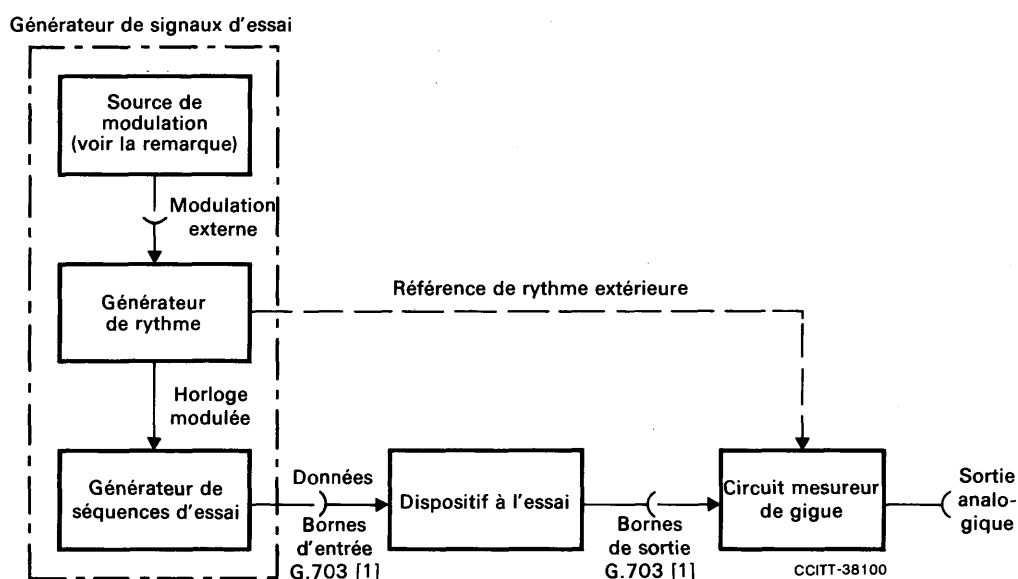 Générateur de signaux d'essai
Source de
modulation
(voir la remarque)
Modulation
externe
Générateur
de rythme
Référence de rythme extérieure
Horloge
modulée
Générateur de
séquences d'essai
Données
Bornes
d'entrée
G.703 [1]
Dispositif à l'essai
Bornes
de sortie
G.703 [1]
Circuit mesureur
de gigue
Sortie
analo-
gique
CCITT-38100